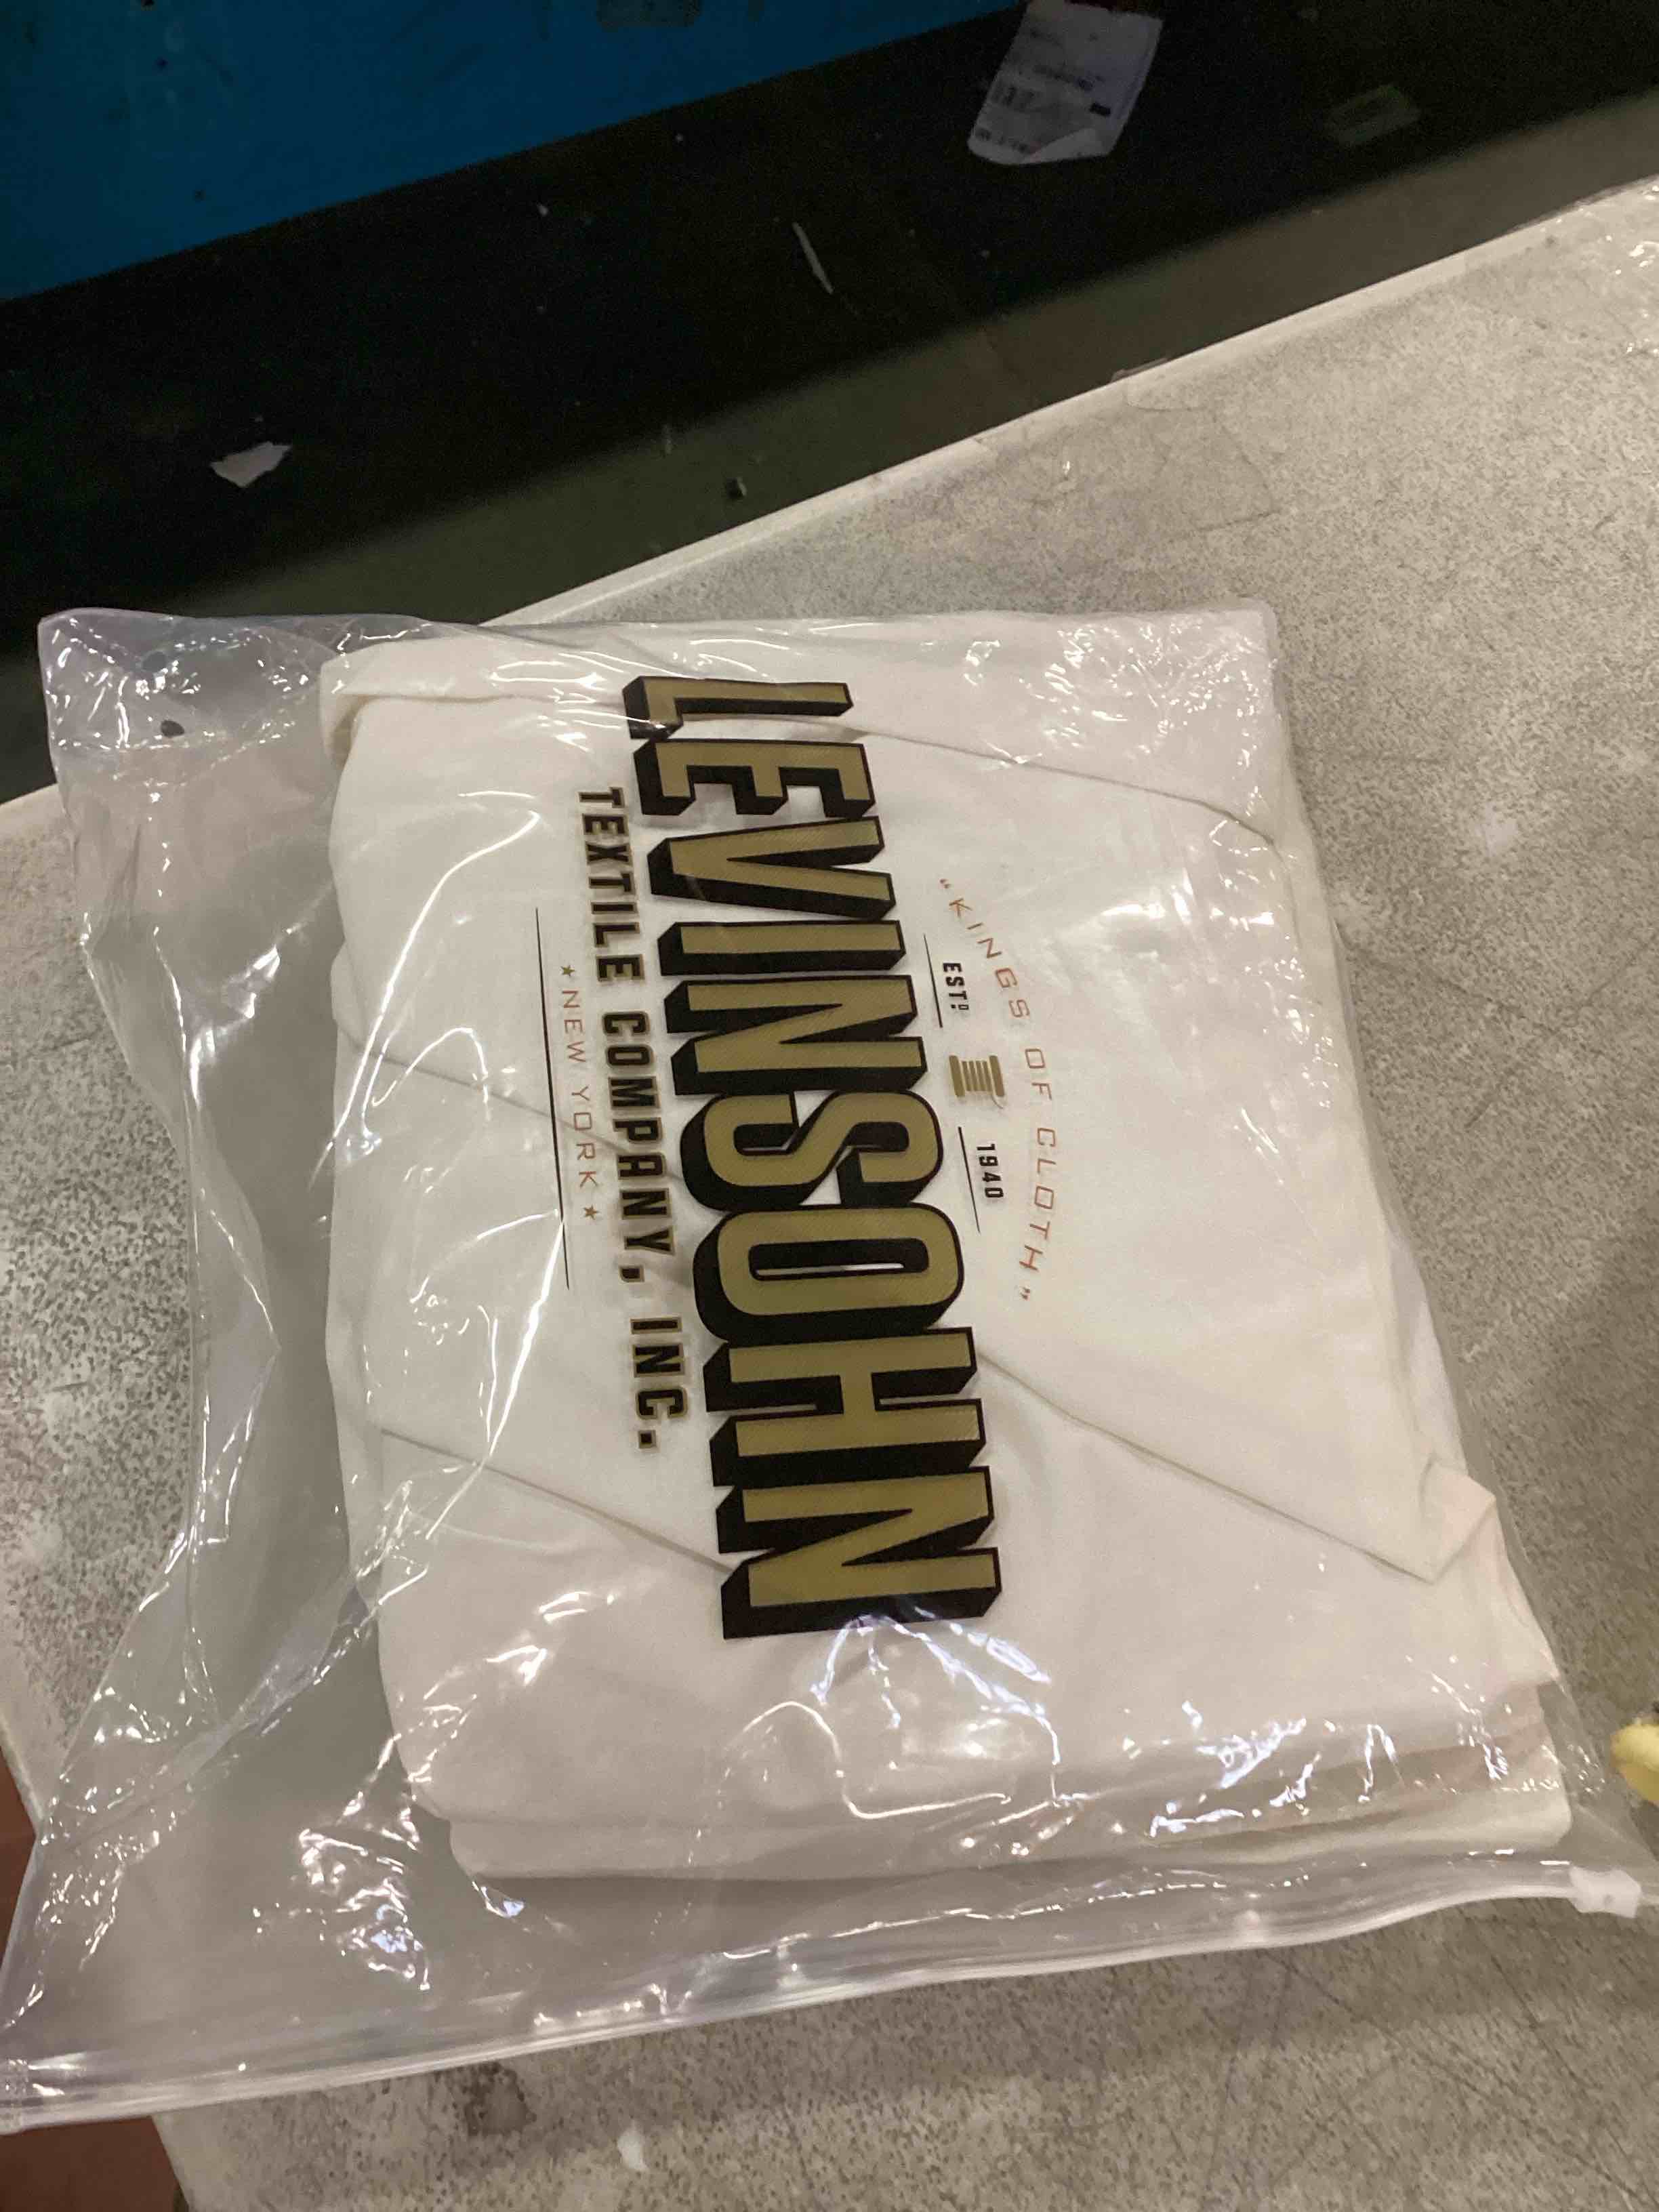 "KINGS OF CLOTH"
ESTD 1940
LEVINSOHN
TEXTILE COMPANY, INC.
★ NEW YORK ★